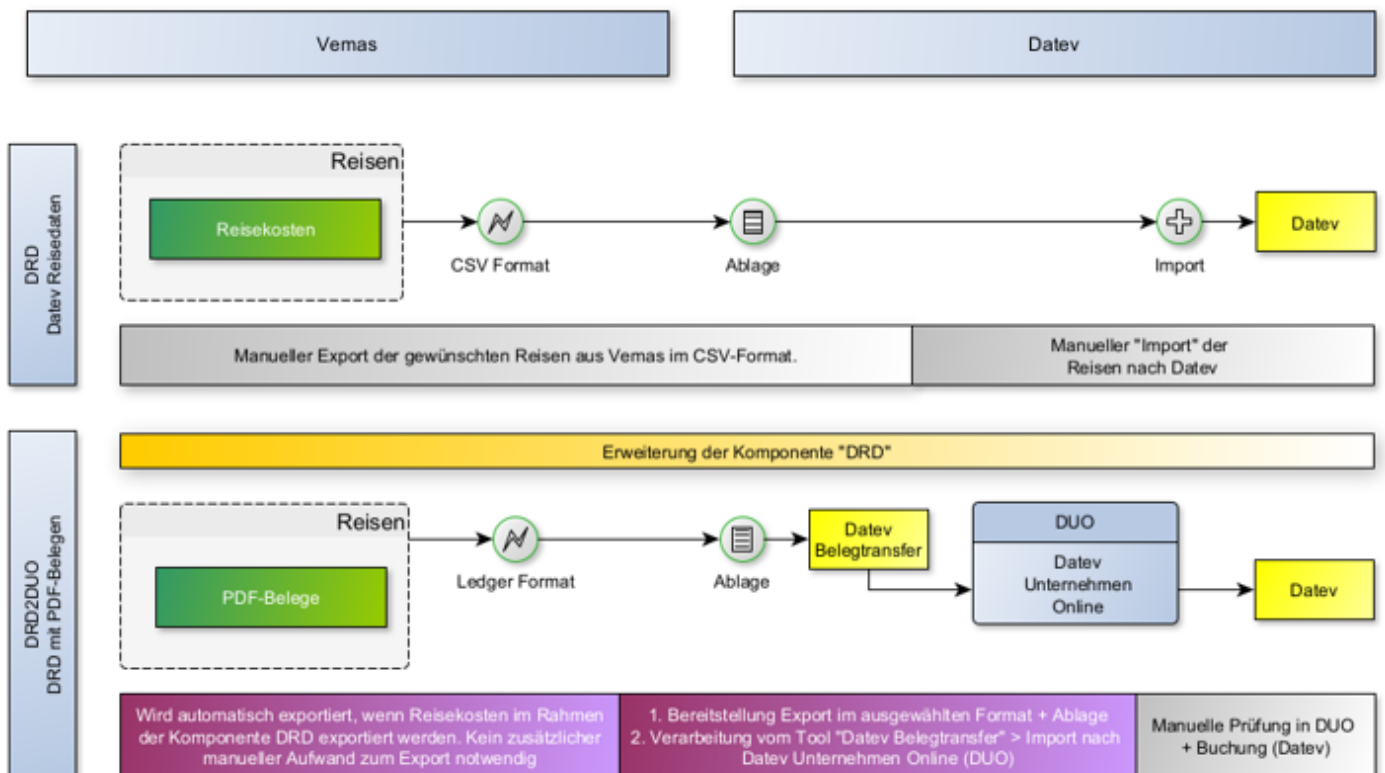 Vemas
Datev
DRD
Datev Reisedaten
Reisen
Reisekosten
CSV Format
Ablage
Import
Datev
Manueller Export der gewünschten Reisen aus Vemas im CSV-Format.
Manueller "Import" der
Reisen nach Datev
DRD2DUO
DRD mit PDF-Belegen
Erweiterung der Komponente "DRD"
Reisen
PDF-Belege
Ledger Format
Ablage
Datev
Belegtransfer
DUO
Datev
Unternehmen
Online
Datev
Wird automatisch exportiert, wenn Reisekosten im Rahmen
der Komponente DRD exportiert werden. Kein zusätzlicher
manueller Aufwand zum Export notwendig
1. Bereitstellung Export im ausgewählten Format + Ablage
2. Verarbeitung vom Tool "Datev Belegtransfer" > Import nach
Datev Unternehmen Online (DUO)
Manuelle Prüfung in DUO
+ Buchung (Datev)